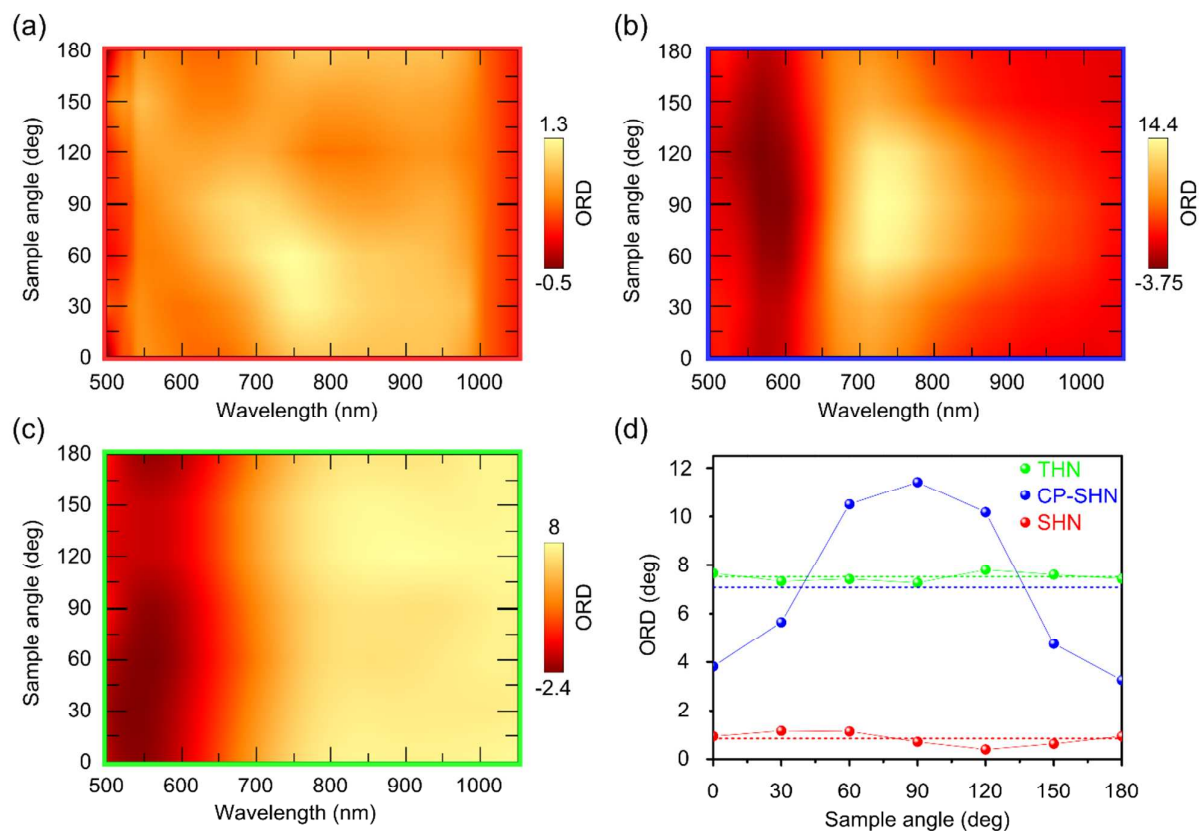 (a)
180
150
120
90
60
30
0
Sample angle (deg)
500 600 700 800 900 1000
Wavelength (nm)
1.3
ORD
-0.5
(b)
180
150
120
90
60
30
0
Sample angle (deg)
500 600 700 800 900 1000
Wavelength (nm)
14.4
ORD
-3.75
(c)
180
150
120
90
60
30
0
Sample angle (deg)
500 600 700 800 900 1000
Wavelength (nm)
8
ORD
-2.4
(d)
12
10
8
6
4
2
0
ORD (deg)
THN
CP-SHN
SHN
0 30 60 90 120 150 180
Sample angle (deg)